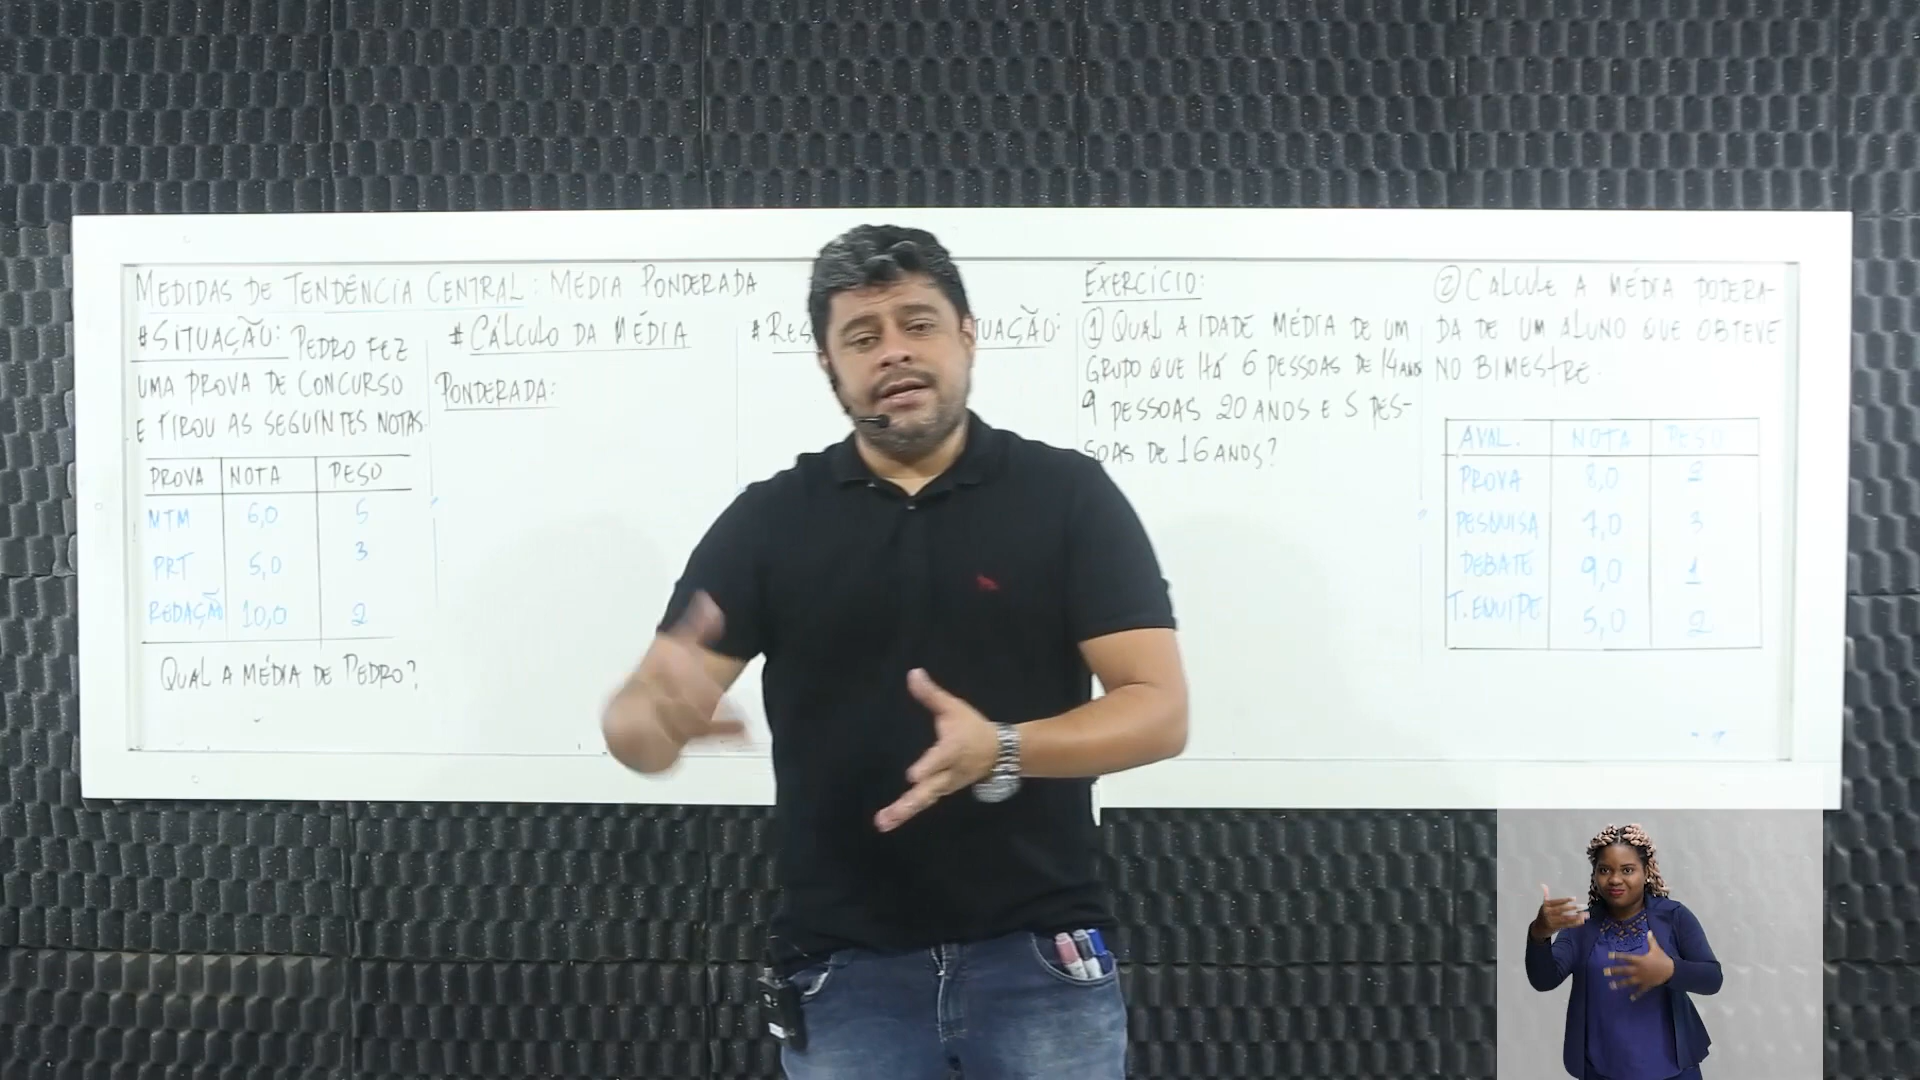 MEDIDAS DE TENDÊNCIA CENTRAL: MÉDIA PONDERADA
#SITUAÇÃO: PEDRO FEZ
UMA PROVA DE CONCURSO
E TIROU AS SEGUINTES NOTAS
PROVA NOTA PESO
MTM 6,0 5
PRT 5,0 3
REDAÇÃO 10,0 2
QUAL A MÉDIA DE PEDRO?
# CÁLCULO DA MÉDIA
PONDERADA:
# RES TUAÇÃO:
EXERCÍCIO:
① QUAL A IDADE MÉDIA DE UM
GRUPO QUE HÁ 6 PESSOAS DE 14 ANOS
9 PESSOAS 20 ANOS E 5 PES-
SOAS DE 16 ANOS?
② CALCULE A MÉDIA PODERA-
DA DE UM ALUNO QUE OBTEVE
NO BIMESTRE.
AVAL. NOTA PESO
PROVA 8,0 2
PESQUISA 7,0 3
DEBATE 9,0 1
T. EQUIPE 5,0 2